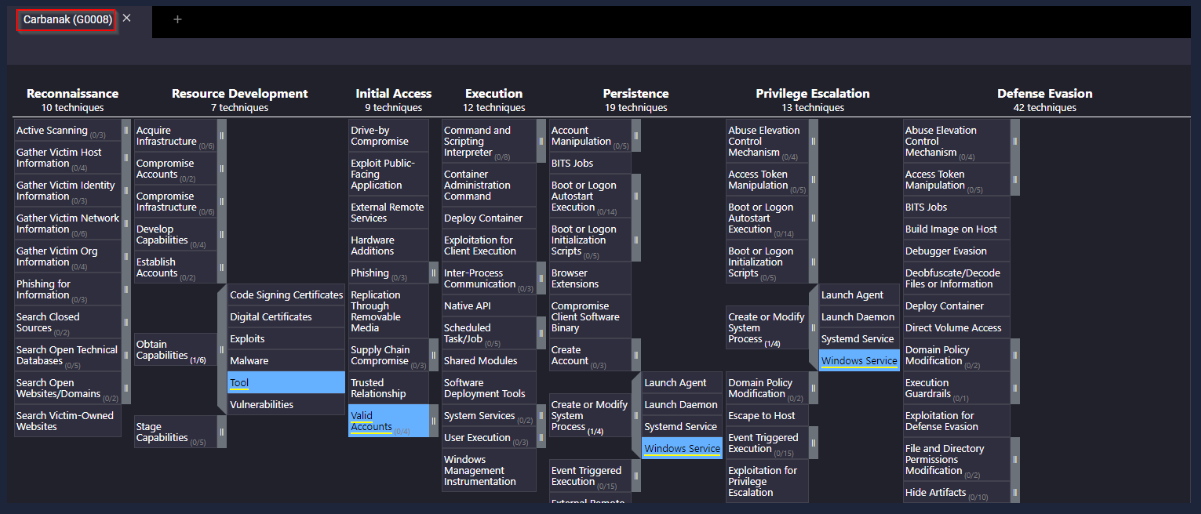 Carbanak (G0008) ×
+
Reconnaissance
10 techniques
Active Scanning (0/3)
Gather Victim Host
Information (0/4)
Gather Victim Identity
Information (0/3)
Gather Victim Network
Information (0/6)
Gather Victim Org
Information (0/4)
Phishing for
Information (0/3)
Search Closed
Sources (0/2)
Search Open Technical
Databases (0/5)
Search Open
Websites/Domains (0/2)
Search Victim-Owned
Websites
Resource Development
7 techniques
Acquire
Infrastructure (0/6)
Compromise
Accounts (0/2)
Compromise
Infrastructure (0/6)
Develop
Capabilities (0/4)
Establish
Accounts (0/2)
Obtain
Capabilities (1/6)
Code Signing Certificates
Digital Certificates
Exploits
Malware
Tool
Vulnerabilities
Stage
Capabilities (0/5)
Initial Access
9 techniques
Drive-by
Compromise
Exploit Public-
Facing
Application
External Remote
Services
Hardware
Additions
Phishing (0/3)
Replication
Through
Removable
Media
Supply Chain
Compromise (0/3)
Trusted
Relationship
Valid
Accounts (0/4)
Execution
12 techniques
Command and
Scripting
Interpreter (0/8)
Container
Administration
Command
Deploy Container
Exploitation for
Client Execution
Inter-Process
Communication (0/3)
Native API
Scheduled
Task/Job (0/5)
Shared Modules
Software
Deployment Tools
System Services (0/2)
User Execution (0/3)
Windows
Management
Instrumentation
Persistence
19 techniques
Account
Manipulation (0/5)
BITS Jobs
Boot or Logon
Autostart
Execution (0/14)
Boot or Logon
Initialization
Scripts (0/5)
Browser
Extensions
Compromise
Client Software
Binary
Create
Account (0/3)
Create or Modify
System
Process (1/4)
Launch Agent
Launch Daemon
Systemd Service
Windows Service
Event Triggered
Execution (0/15)
External Remote
Privilege Escalation
13 techniques
Abuse Elevation
Control
Mechanism (0/4)
Access Token
Manipulation (0/5)
Boot or Logon
Autostart
Execution (0/14)
Boot or Logon
Initialization
Scripts (0/5)
Create or Modify
System
Process (1/4)
Launch Agent
Launch Daemon
Systemd Service
Windows Service
Domain Policy
Modification (0/2)
Escape to Host
Event Triggered
Execution (0/15)
Exploitation for
Privilege
Escalation
Defense Evasion
42 techniques
Abuse Elevation
Control
Mechanism (0/4)
Access Token
Manipulation (0/5)
BITS Jobs
Build Image on Host
Debugger Evasion
Deobfuscate/Decode
Files or Information
Deploy Container
Direct Volume Access
Domain Policy
Modification (0/2)
Execution
Guardrails (0/1)
Exploitation for
Defense Evasion
File and Directory
Permissions
Modification (0/2)
Hide Artifacts (0/10)